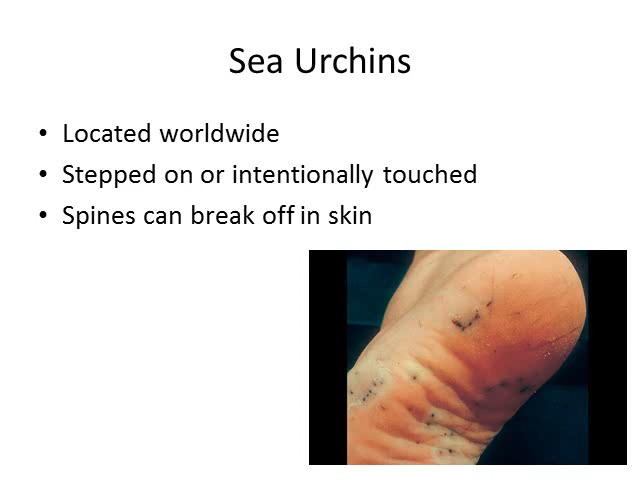 Sea Urchins
• Located worldwide
• Stepped on or intentionally touched
• Spines can break off in skin